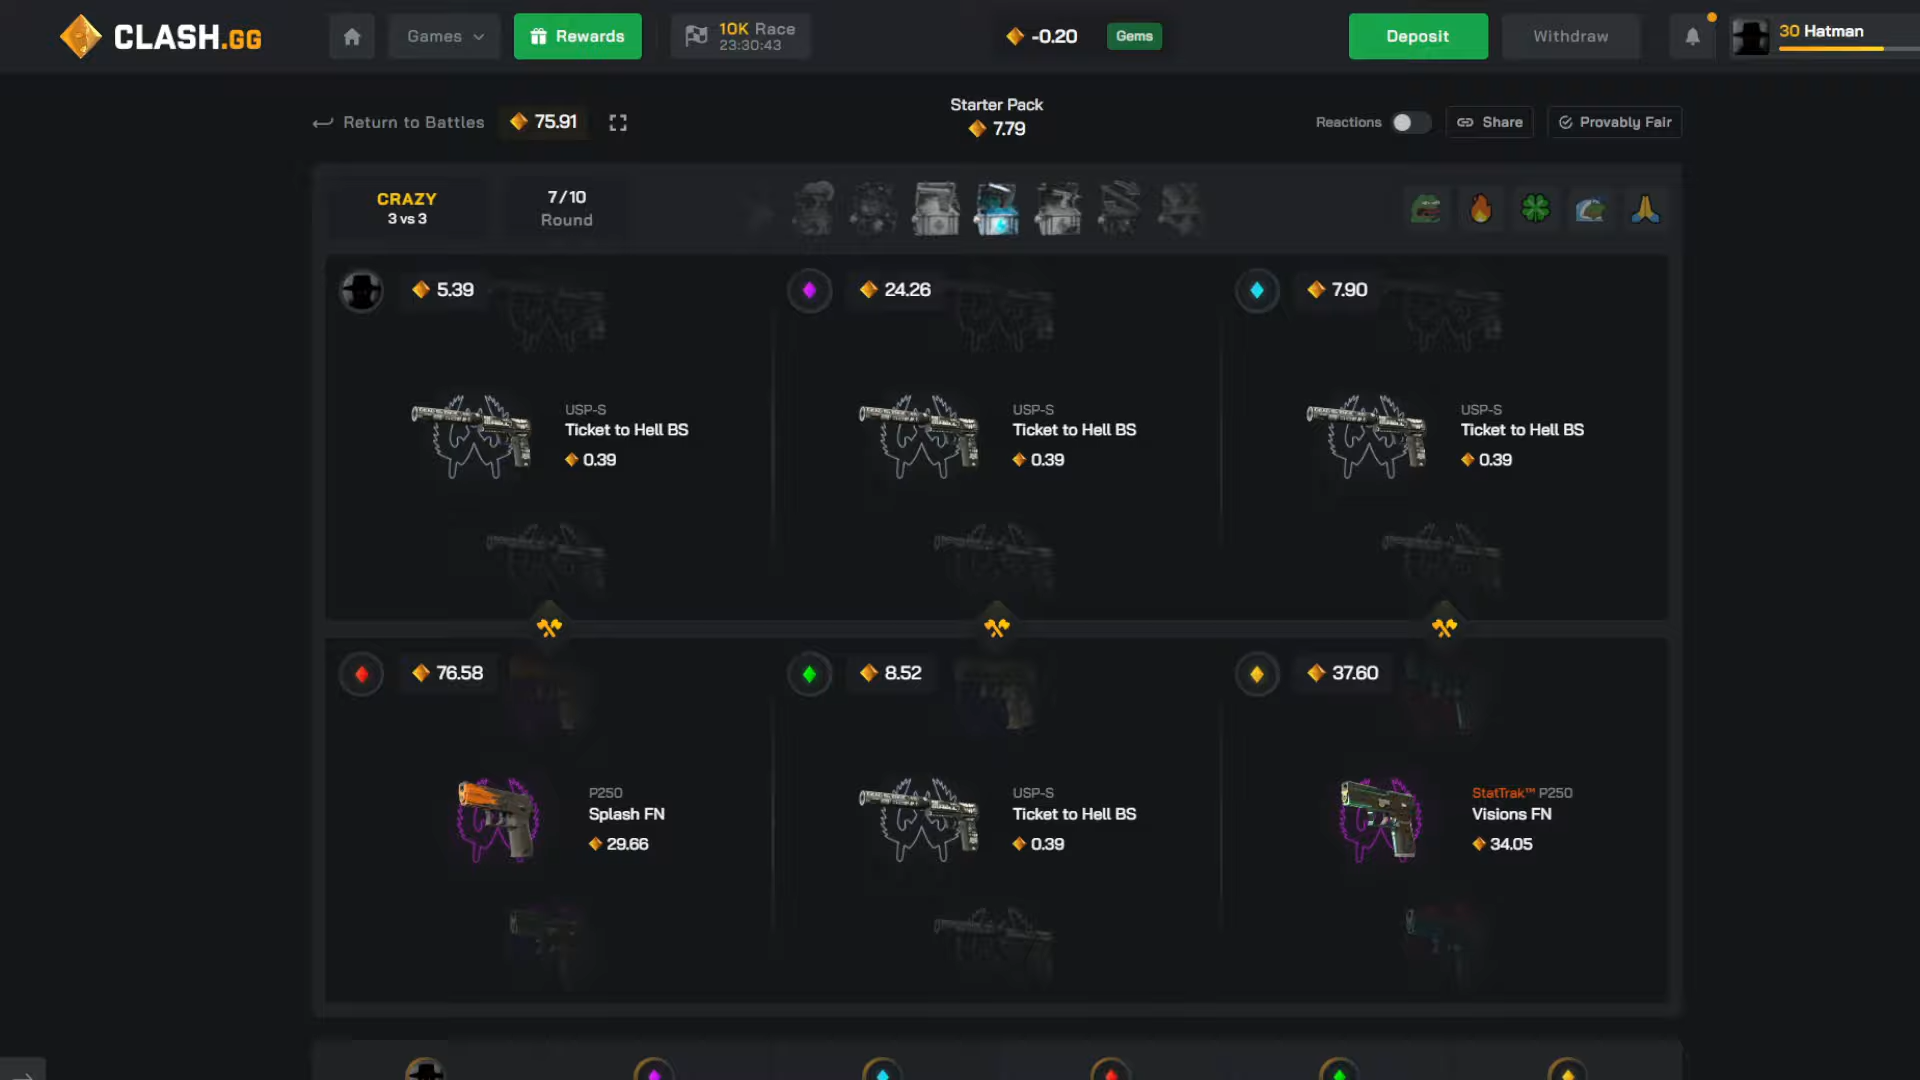 CLASH.GG
Games
Rewards
10K Race
23:30:43
-0.20
Gems
Deposit
Withdraw
30 Hatman
Return to Battles
75.91
Starter Pack
7.79
Reactions
Share
Provably Fair
CRAZY
3 vs 3
7/10
Round
5.39
24.26
7.90
USP-S
Ticket to Hell BS
0.39
USP-S
Ticket to Hell BS
0.39
USP-S
Ticket to Hell BS
0.39
76.58
8.52
37.60
P250
Splash FN
29.66
USP-S
Ticket to Hell BS
0.39
StatTrak™ P250
Visions FN
34.05